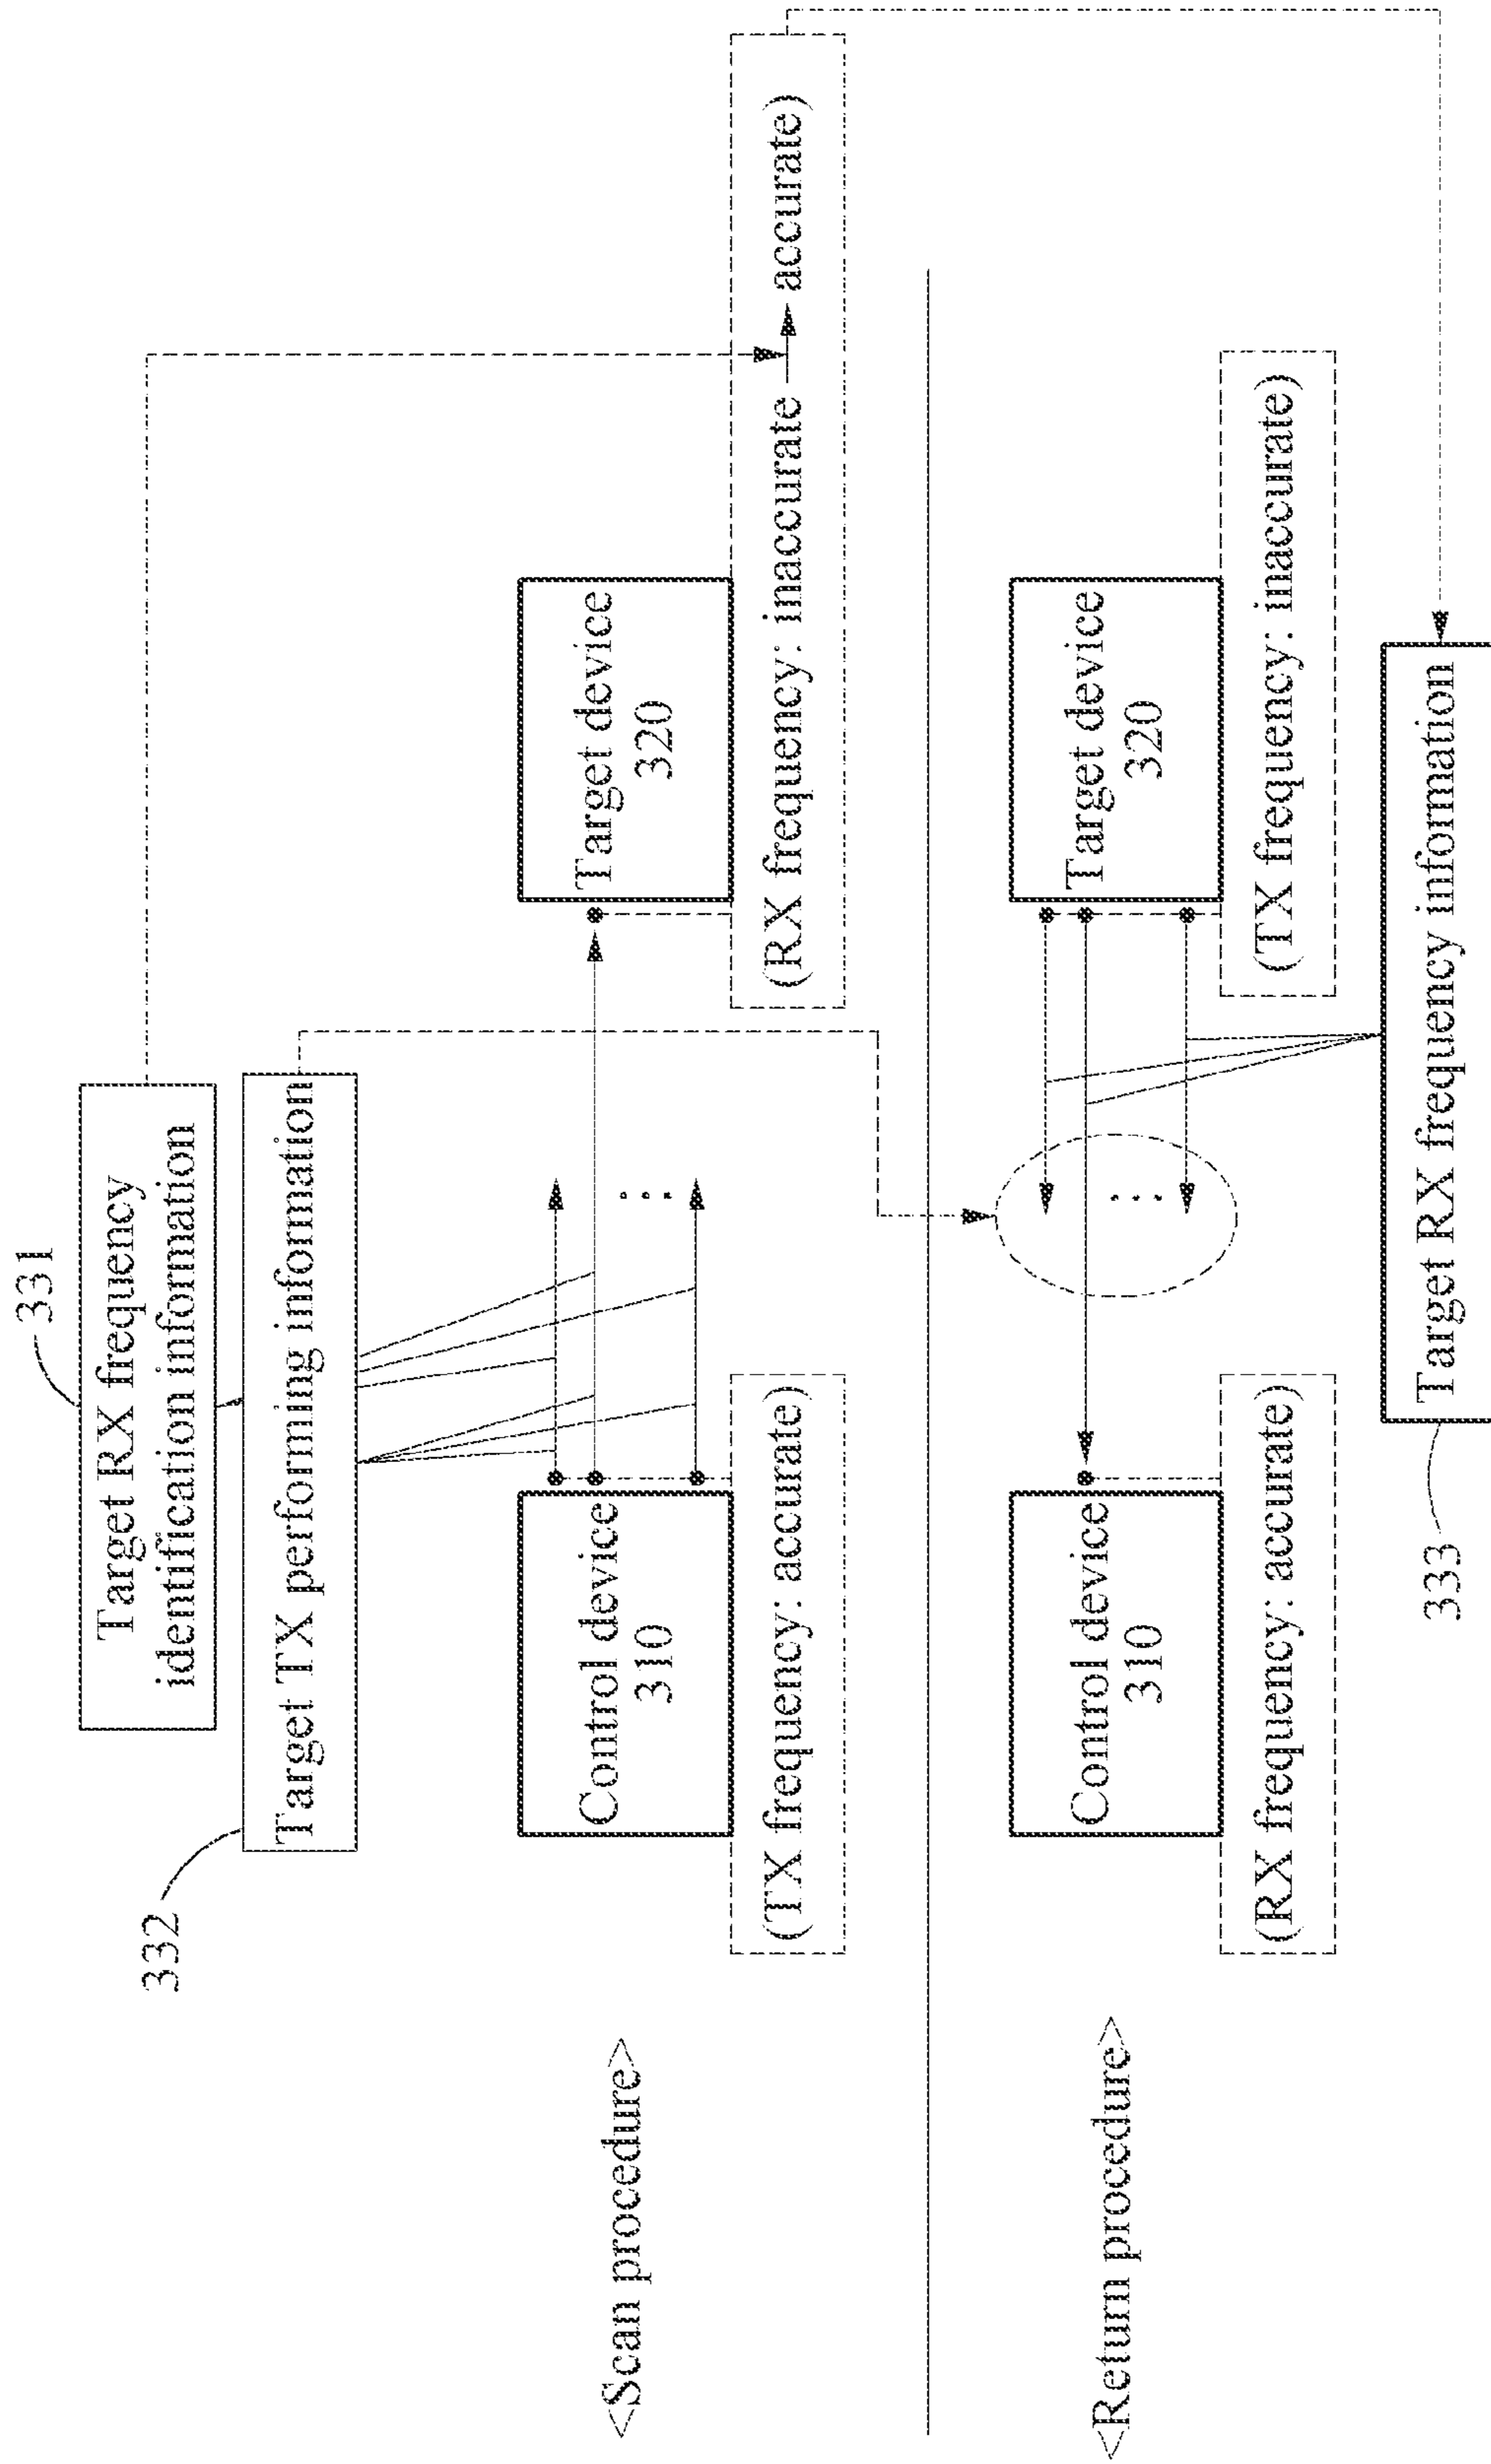 331
Target RX frequency
identification information
332
Target TX performing information
<Scan procedure>
Control device
310
(TX frequency: accurate)
Target device
320
(RX frequency: inaccurate
accurate)
...
<Return procedure>
Control device
310
(RX frequency: accurate)
Target device
320
(TX frequency: inaccurate)
...
333
Target RX frequency information